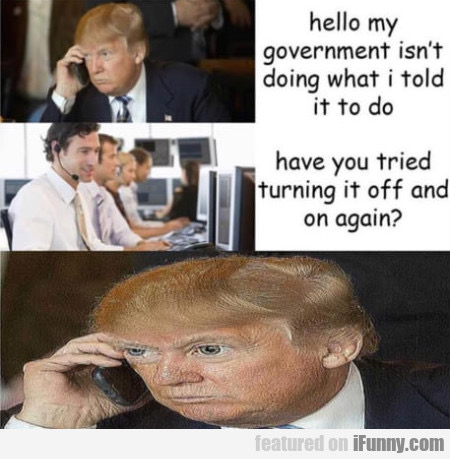 hello my
government isn't
doing what i told
it to do
have you tried
turning it off and
on again?
featured on iFunny.com